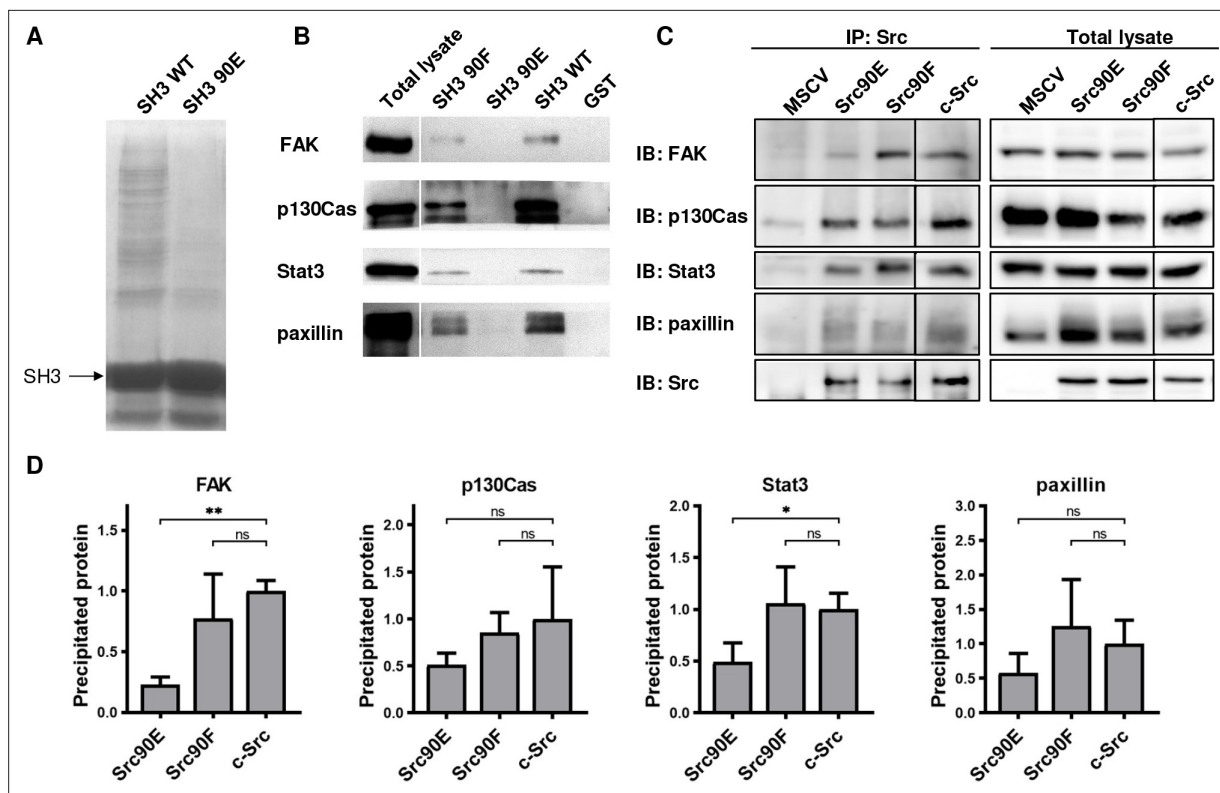 A
SH3 WT
SH3 90E
SH3
B
Total lysate
SH3 90F
SH3 90E
SH3 WT
GST
FAK
p130Cas
Stat3
paxillin
C
IP: Src
Total lysate
MSCV
Src90E
Src90F
c-Src
MSCV
Src90E
Src90F
c-Src
IB: FAK
IB: p130Cas
IB: Stat3
IB: paxillin
IB: Src
D
FAK
Precipitated protein
1.5
1.0
0.5
0.0
**
ns
Src90E
Src90F
c-Src
p130Cas
Precipitated protein
2.0
1.5
1.0
0.5
0.0
ns
ns
Src90E
Src90F
c-Src
Stat3
Precipitated protein
2.0
1.5
1.0
0.5
0.0
*
ns
Src90E
Src90F
c-Src
paxillin
Precipitated protein
3.0
2.5
2.0
1.5
1.0
0.5
0.0
ns
ns
Src90E
Src90F
c-Src